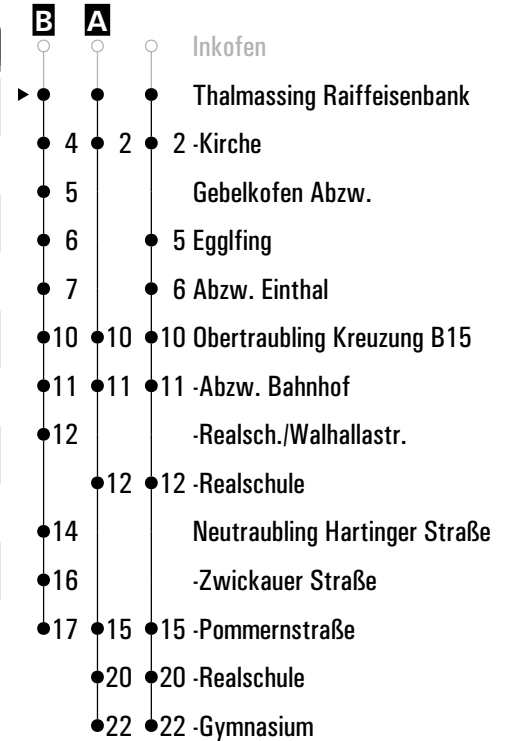 B A
Inkofen
Thalmassing Raiffeisenbank
4 2 2 -Kirche
5 Gebelkofen Abzw.
6 5 Egglfing
7 6 Abzw. Einthal
10 10 10 Obertraubling Kreuzung B15
11 11 11 -Abzw. Bahnhof
12 -Realsch./Walhallastr.
12 12 -Realschule
14 Neutraubling Hartinger Straße
16 -Zwickauer Straße
17 15 15 -Pommernstraße
20 20 -Realschule
22 22 -Gymnasium